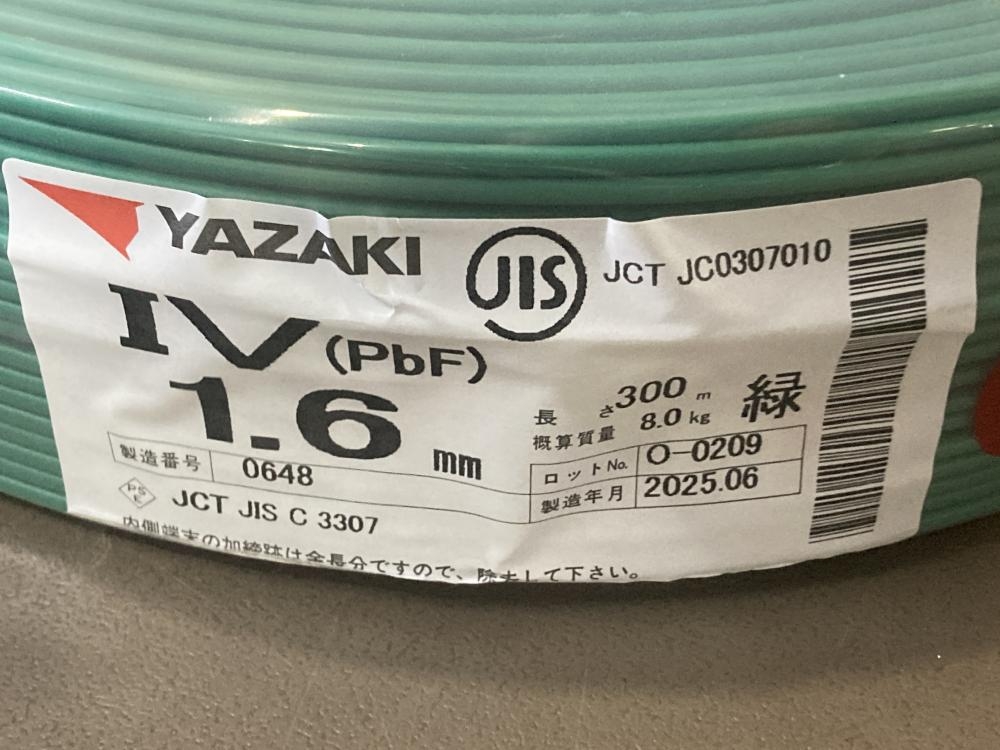 YAZAKI
JIS
JCT JC0307010
IV (PbF)
1.6 mm
長さ 300 m
概算質量 8.0 kg
緑
製造番号 0648
ロットNo. O-0209
製造年月 2025.06
PSE
JCT JIS C 3307
内側端末の加締跡は全長分ですので、除去して下さい。